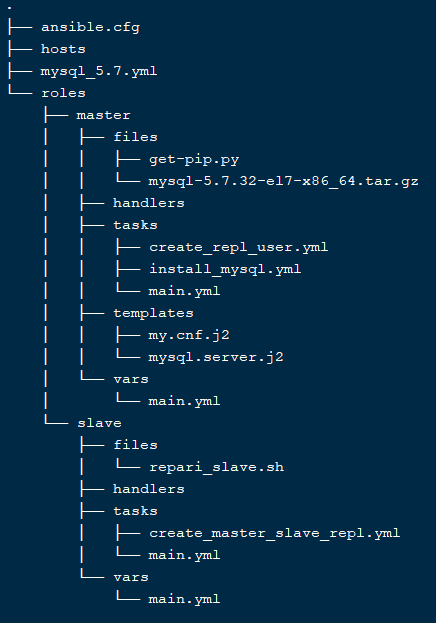 .
├── ansible.cfg
├── hosts
├── mysql_5.7.yml
└── roles
    ├── master
    │   ├── files
    │   │   ├── get-pip.py
    │   │   └── mysql-5.7.32-el7-x86_64.tar.gz
    │   ├── handlers
    │   ├── tasks
    │   │   ├── create_repl_user.yml
    │   │   ├── install_mysql.yml
    │   │   └── main.yml
    │   ├── templates
    │   │   ├── my.cnf.j2
    │   │   └── mysql.server.j2
    │   └── vars
    │       └── main.yml
    └── slave
        ├── files
        │   └── repari_slave.sh
        ├── handlers
        ├── tasks
        │   ├── create_master_slave_repl.yml
        │   └── main.yml
        └── vars
            └── main.yml